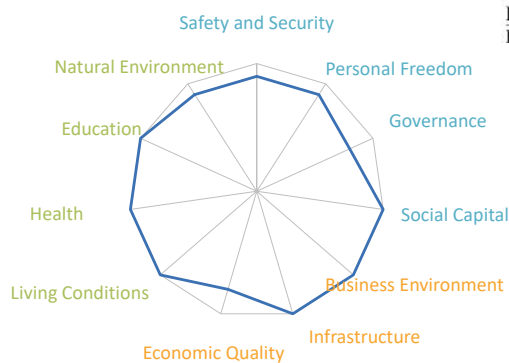 Safety and Security
Personal Freedom
Governance
Social Capital
Business Environment
Infrastructure
Economic Quality
Living Conditions
Health
Education
Natural Environment